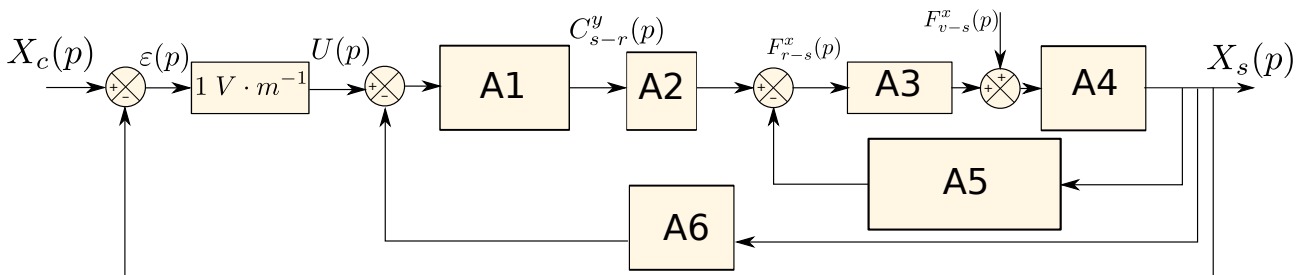 X_c(p)
ε(p)
1 V · m^{-1}
U(p)
A1
C^y_{s-r}(p)
A2
F^x_{r-s}(p)
A3
F^x_{v-s}(p)
A4
X_s(p)
A5
A6
+
-
+
-
+
-
+
+